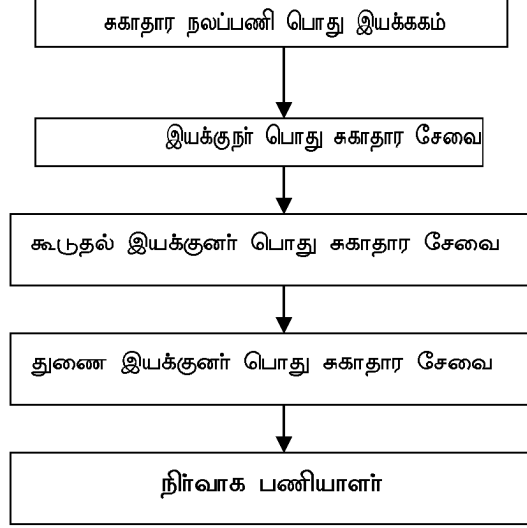 சுகாதார நலப்பணி பொது இயக்ககம்
இயக்குநர் பொது சுகாதார சேவை
கூடுதல் இயக்குனர் பொது சுகாதார சேவை
துணை இயக்குனர் பொது சுகாதார சேவை
நிர்வாக பணியாளர்